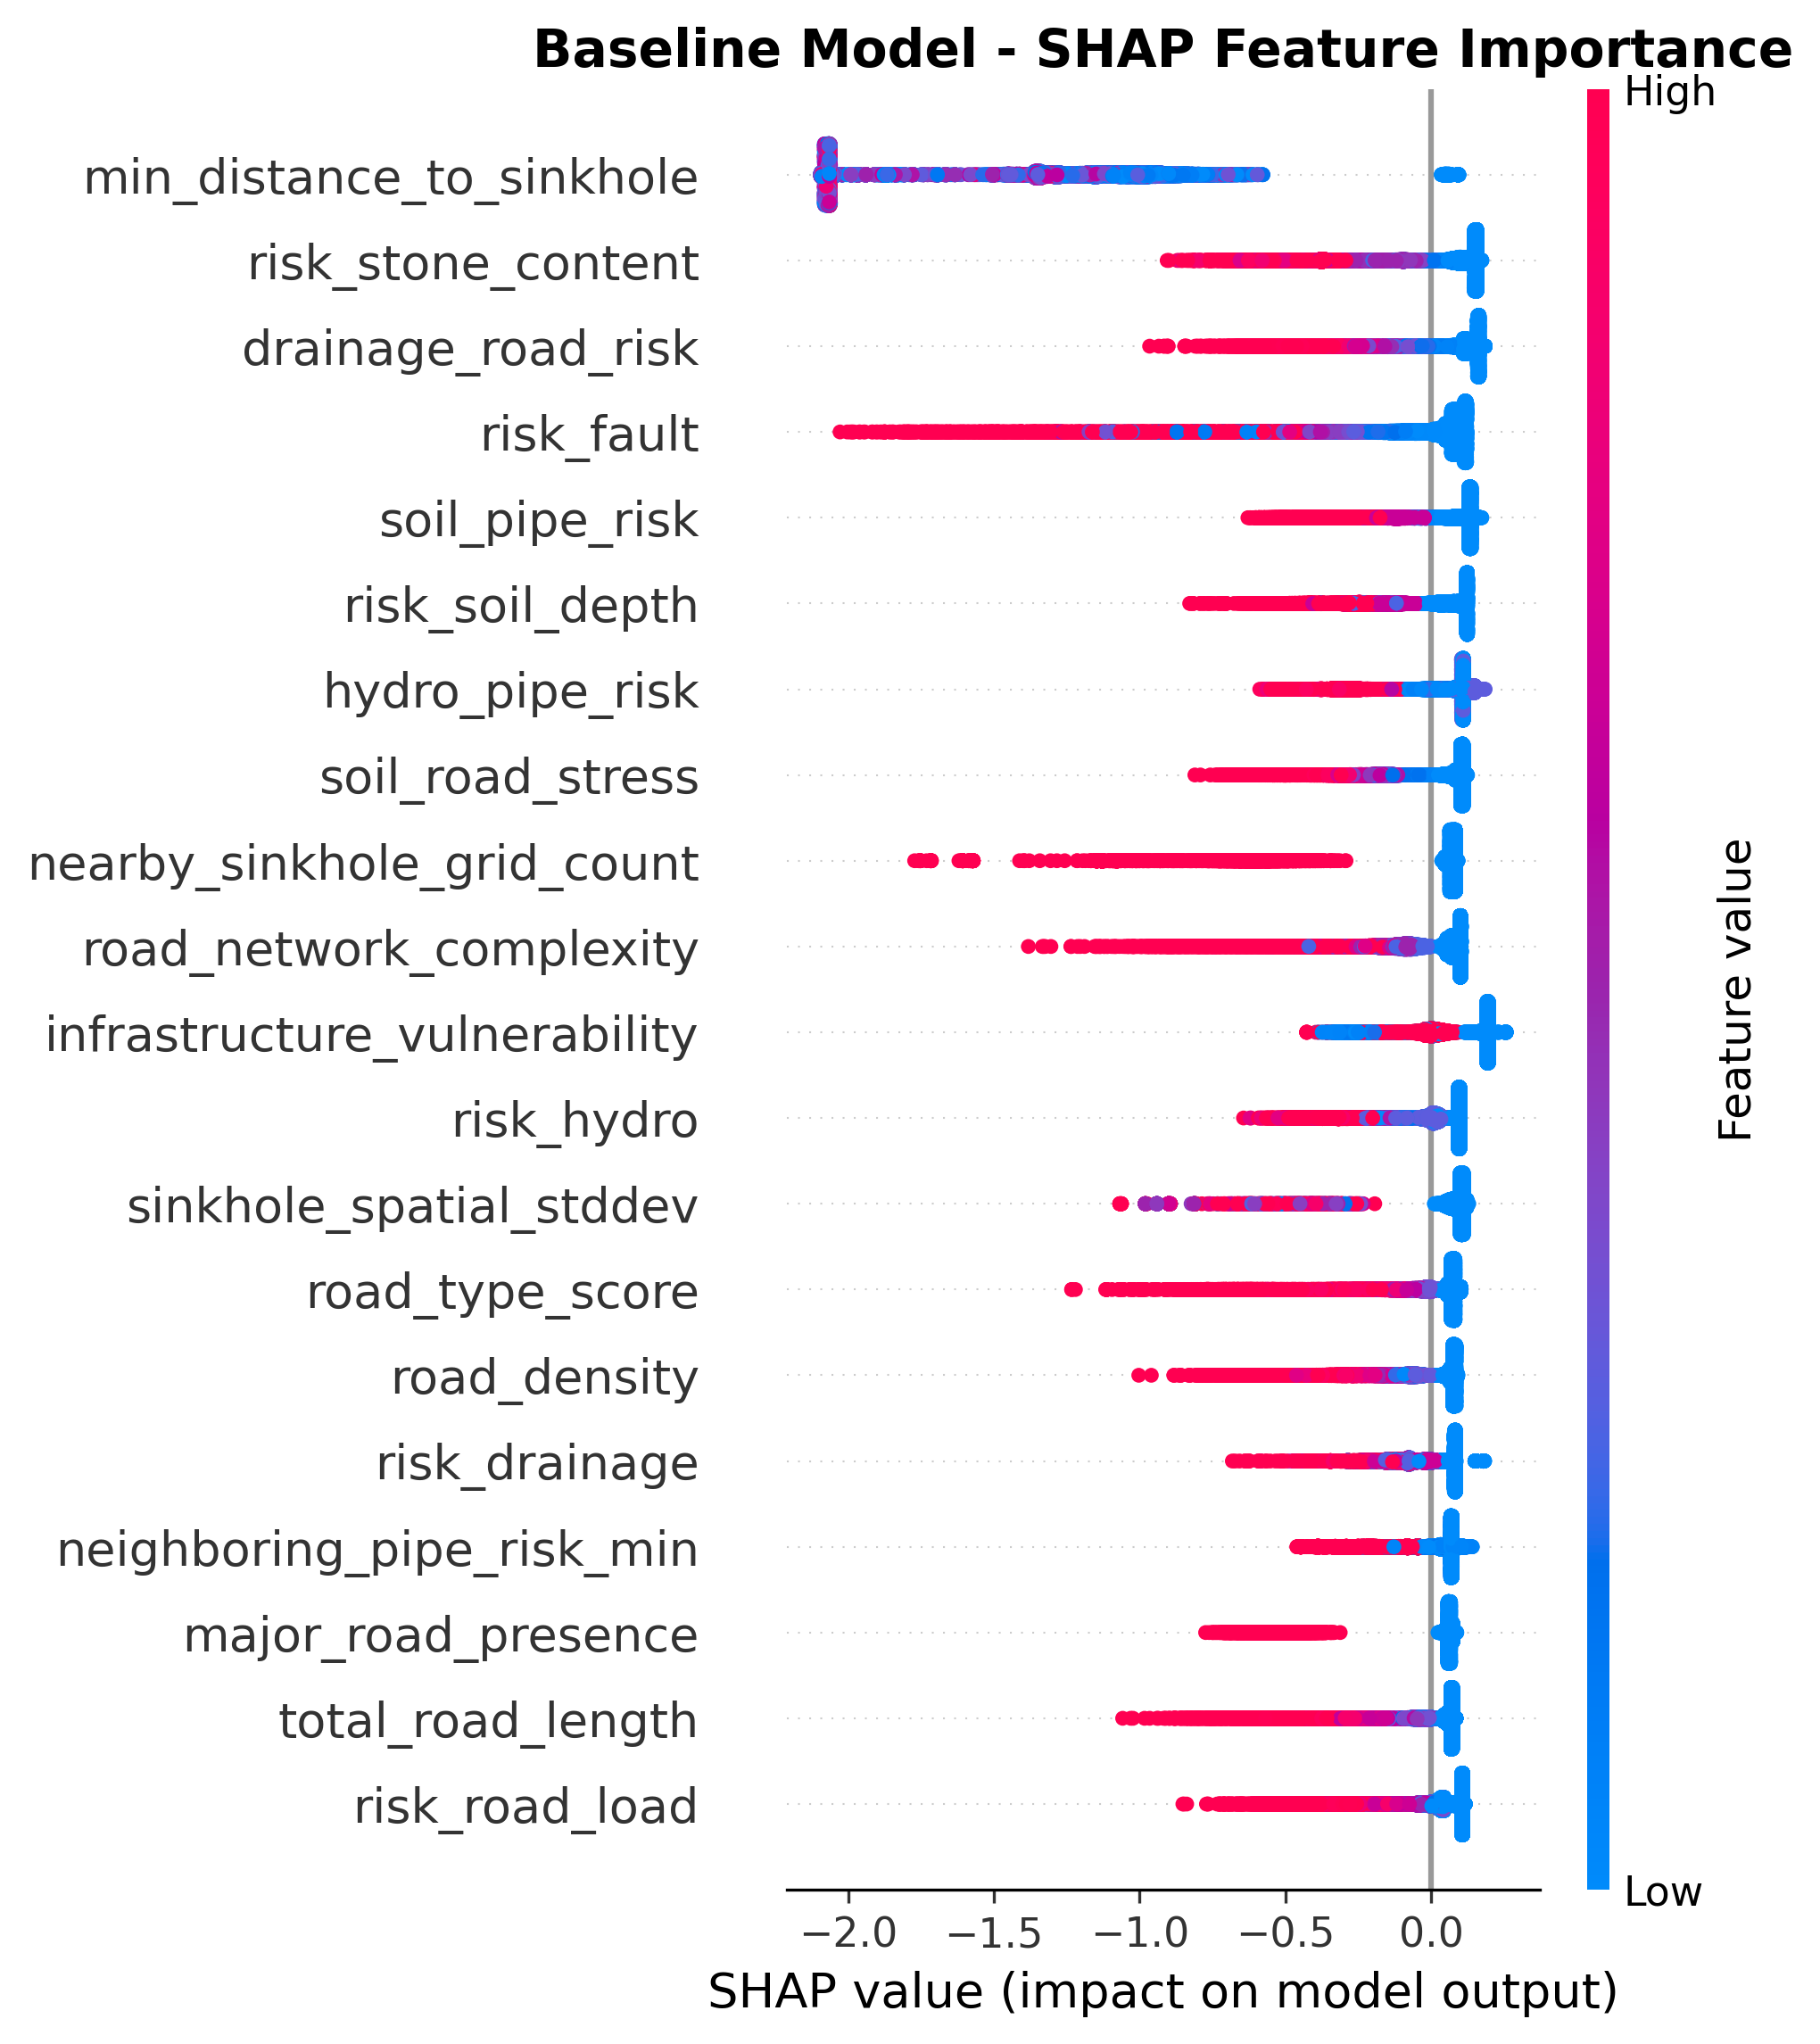 Baseline Model - SHAP Feature Importance
High
min_distance_to_sinkhole
risk_stone_content
drainage_road_risk
risk_fault
soil_pipe_risk
risk_soil_depth
hydro_pipe_risk
soil_road_stress
nearby_sinkhole_grid_count
road_network_complexity
infrastructure_vulnerability
risk_hydro
sinkhole_spatial_stddev
road_type_score
road_density
risk_drainage
neighboring_pipe_risk_min
major_road_presence
total_road_length
risk_road_load
Feature value
Low
−2.0 −1.5 −1.0 −0.5 0.0
SHAP value (impact on model output)